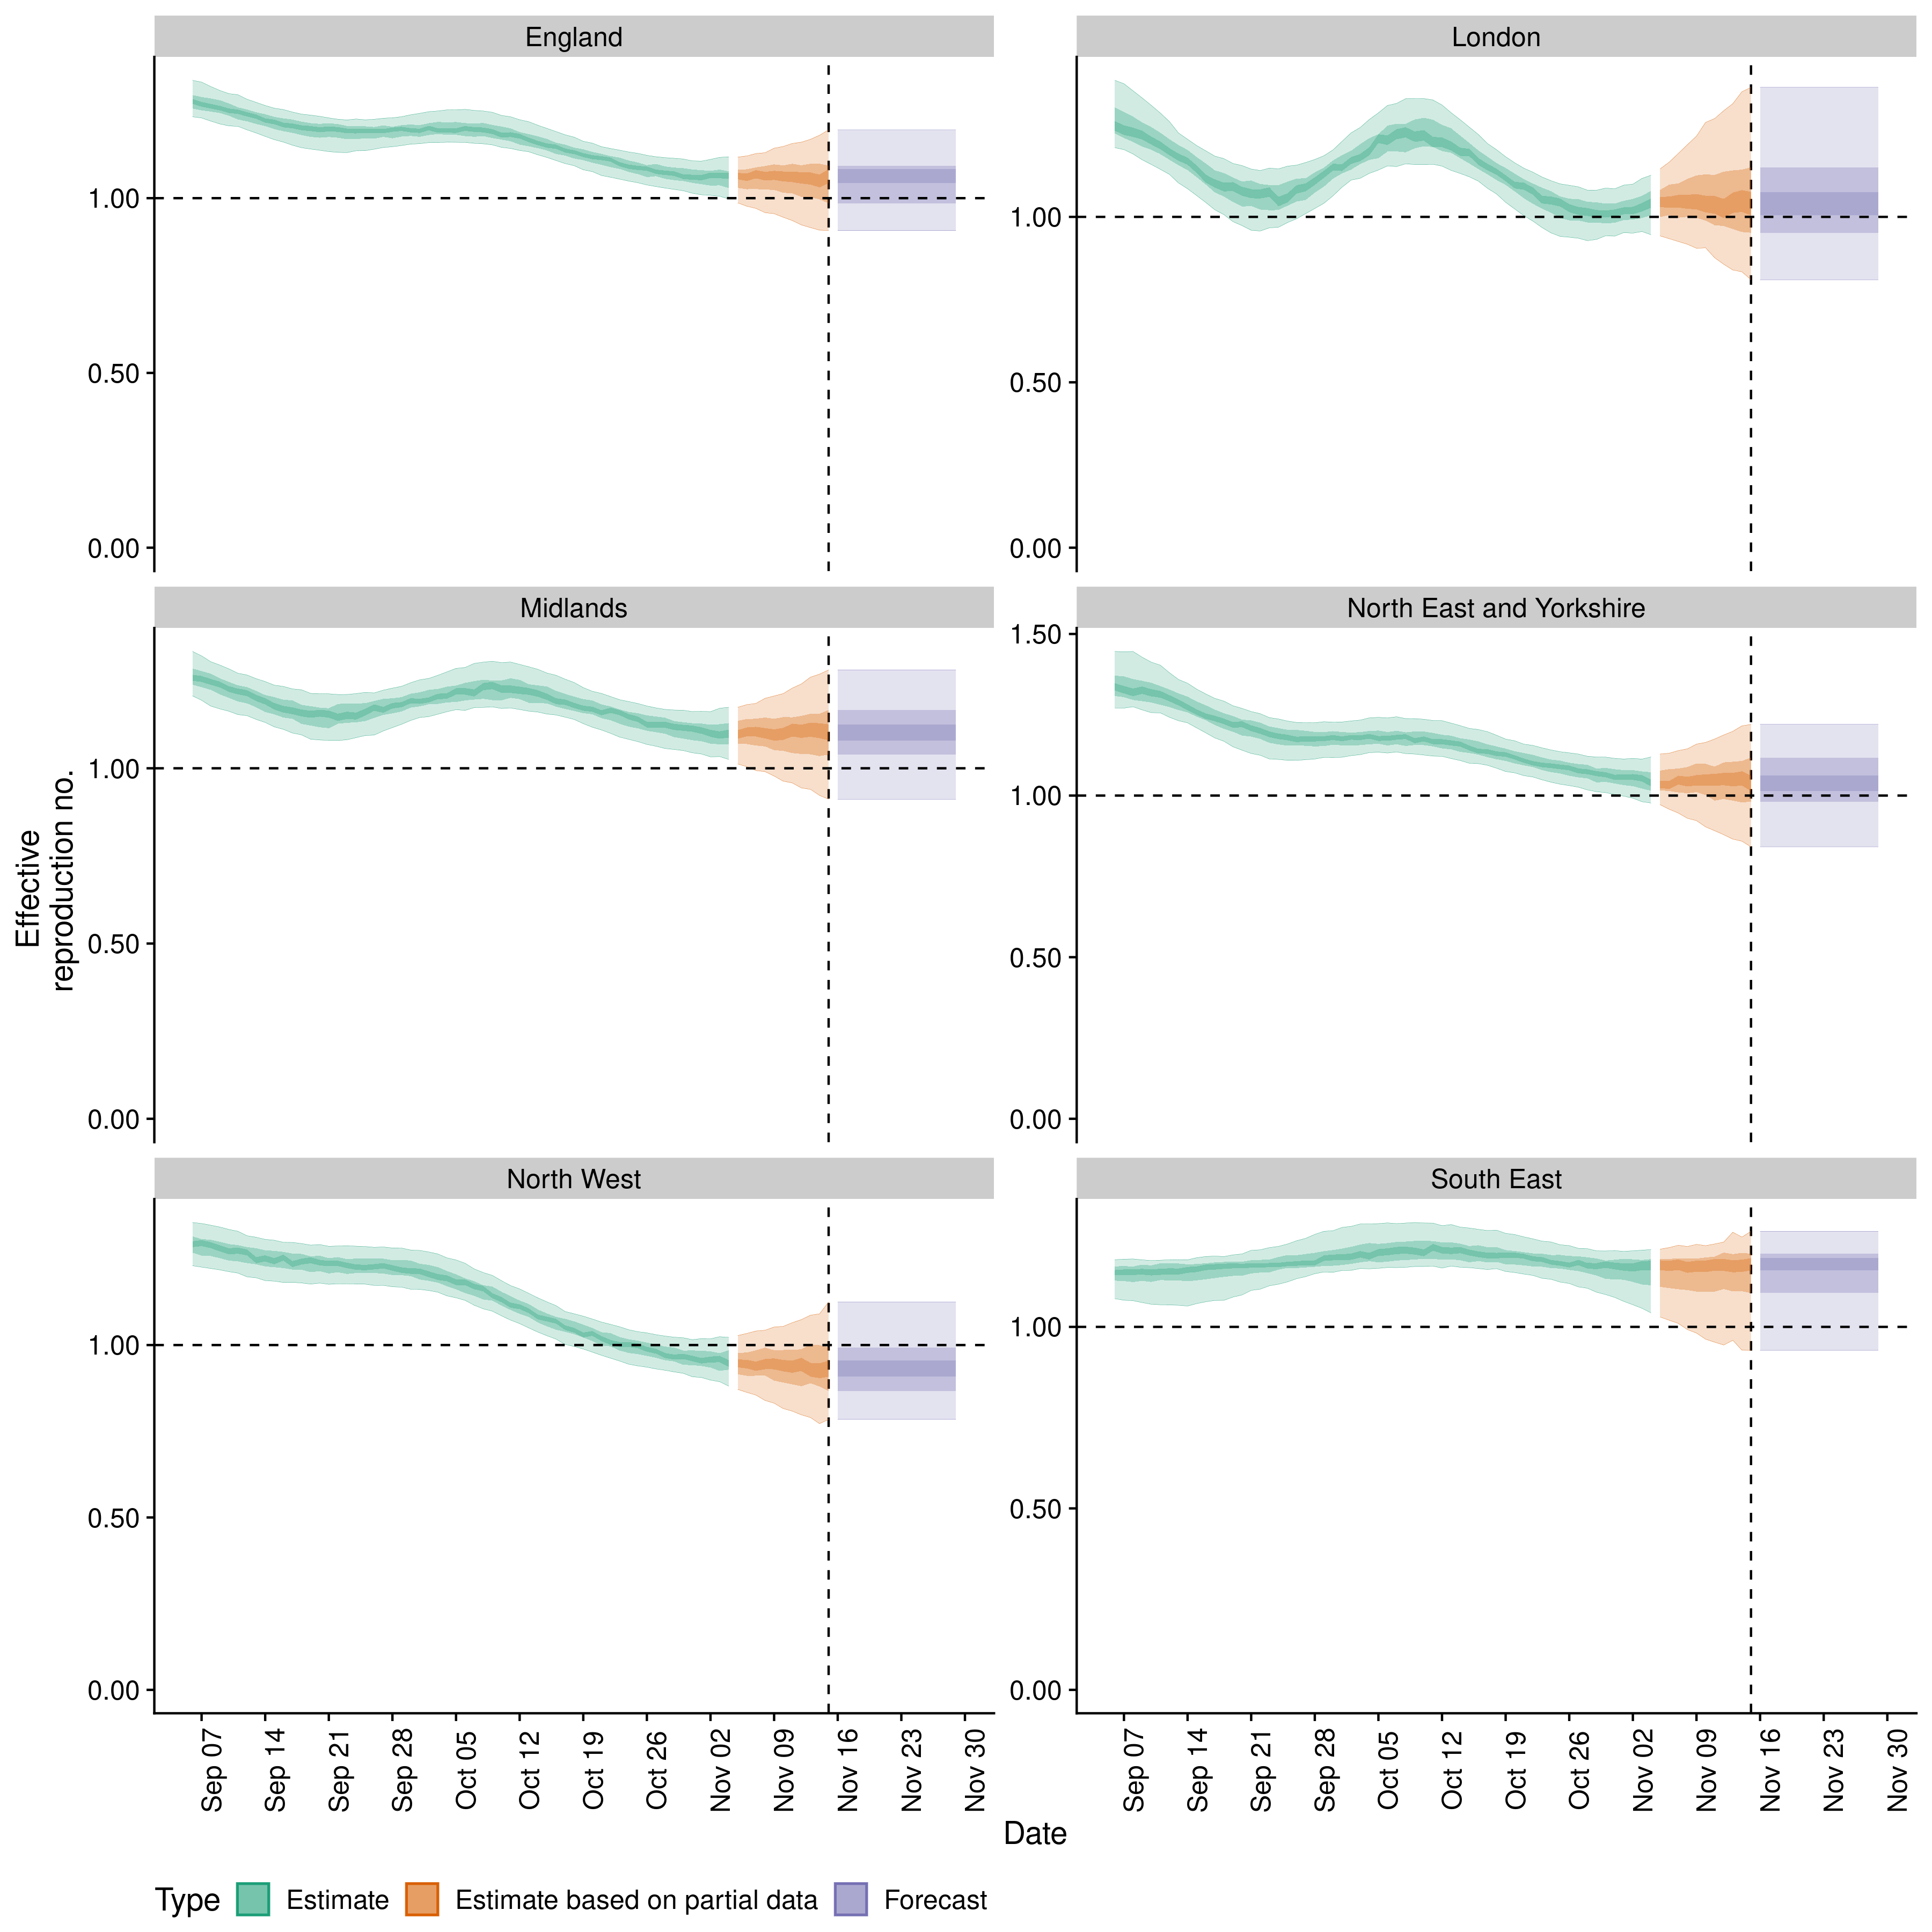 England
London
1.00
0.50
0.00
1.00
0.50
0.00
Midlands
North East and Yorkshire
1.00
0.50
0.00
1.50
1.00
0.50
0.00
North West
South East
1.00
0.50
0.00
1.00
0.50
0.00
Effective
reproduction no.
Sep 07
Sep 14
Sep 21
Sep 28
Oct 05
Oct 12
Oct 19
Oct 26
Nov 02
Nov 09
Nov 16
Nov 23
Nov 30
Sep 07
Sep 14
Sep 21
Sep 28
Oct 05
Oct 12
Oct 19
Oct 26
Nov 02
Nov 09
Nov 16
Nov 23
Nov 30
Date
Type Estimate Estimate based on partial data Forecast